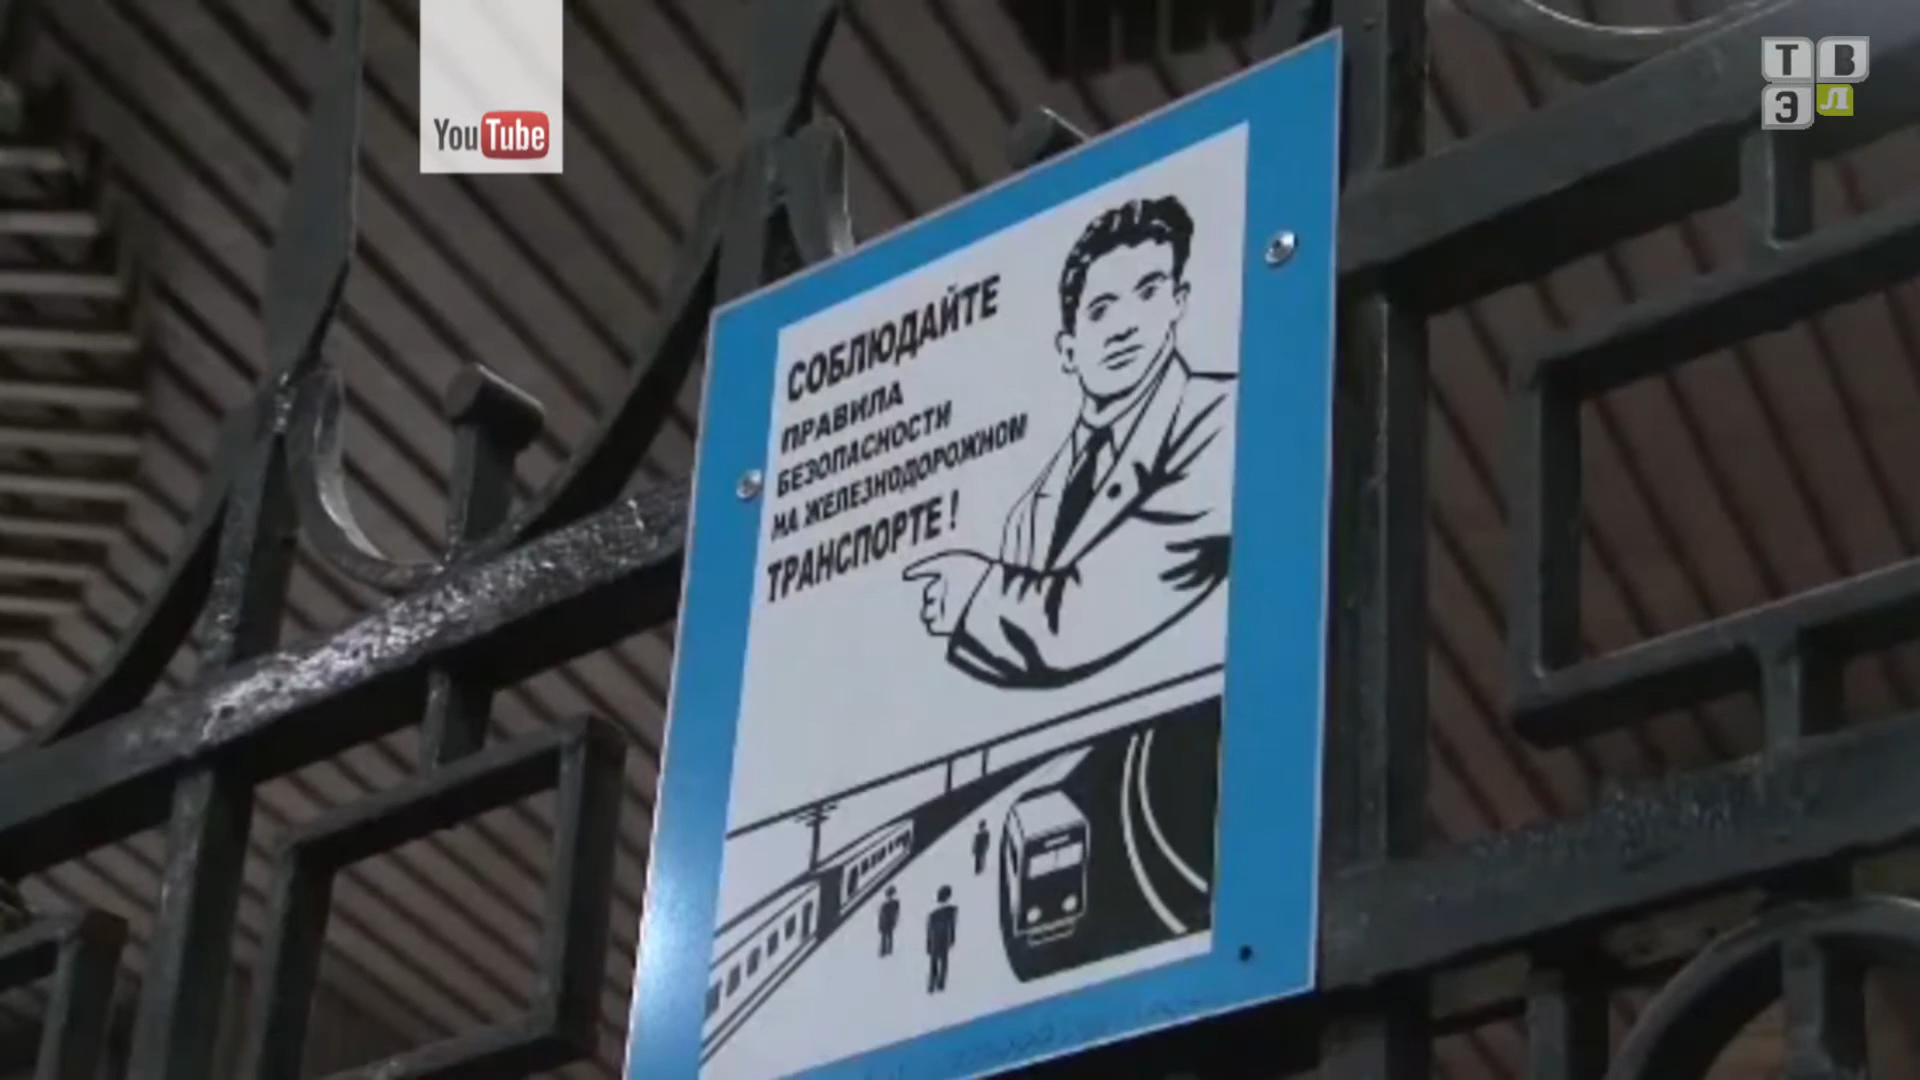 YouTube
ТВ
ЭЛ
СОБЛЮДАЙТЕ
ПРАВИЛА
БЕЗОПАСНОСТИ
НА ЖЕЛЕЗНОДОРОЖНОМ
ТРАНСПОРТЕ!